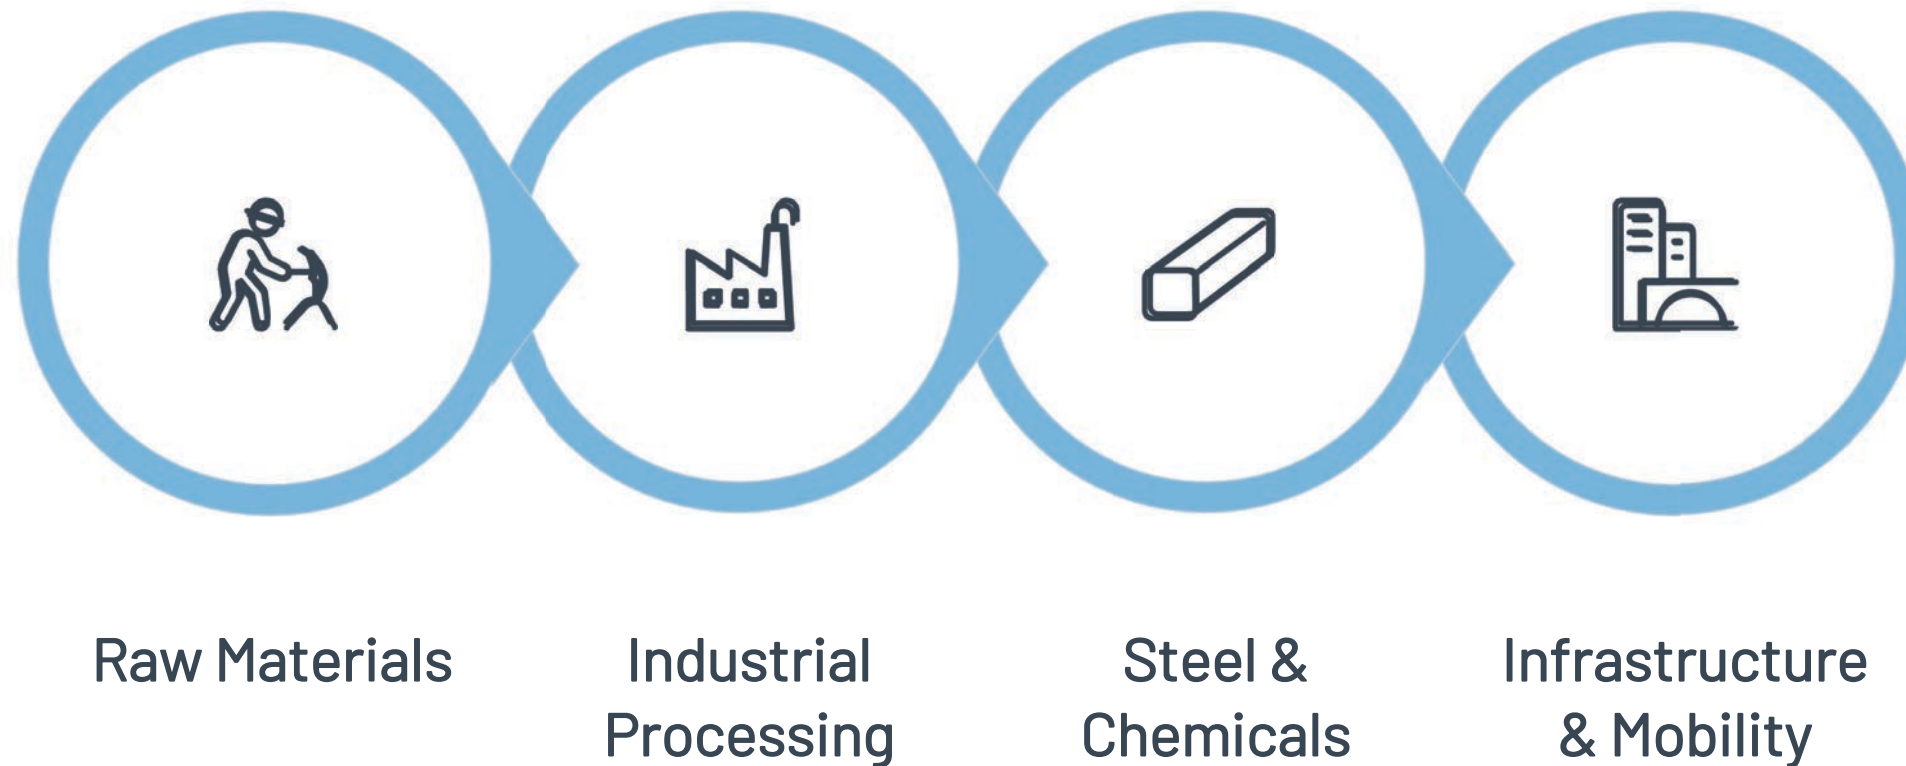 Raw Materials
Industrial
Processing
Steel &
Chemicals
Infrastructure
& Mobility